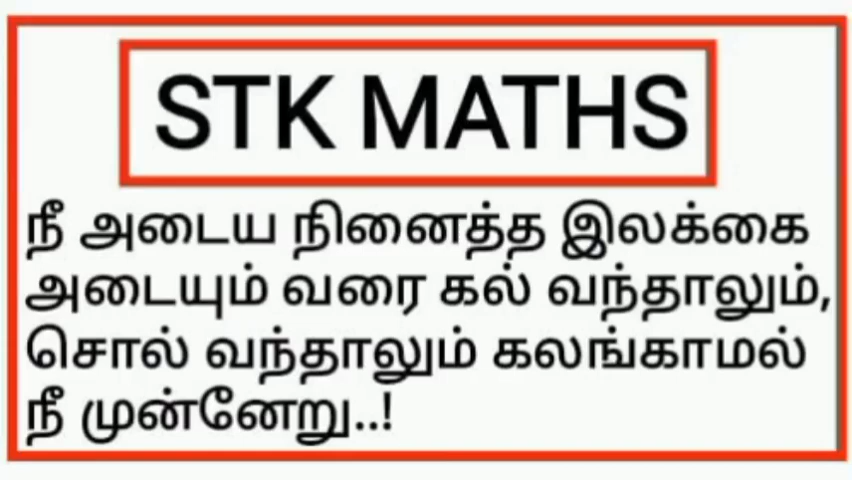 STK MATHS
நீ அடைய நினைத்த இலக்கை
அடையும் வரை கல் வந்தாலும்,
சொல் வந்தாலும் கலங்காமல்
நீ முன்னேறு..!